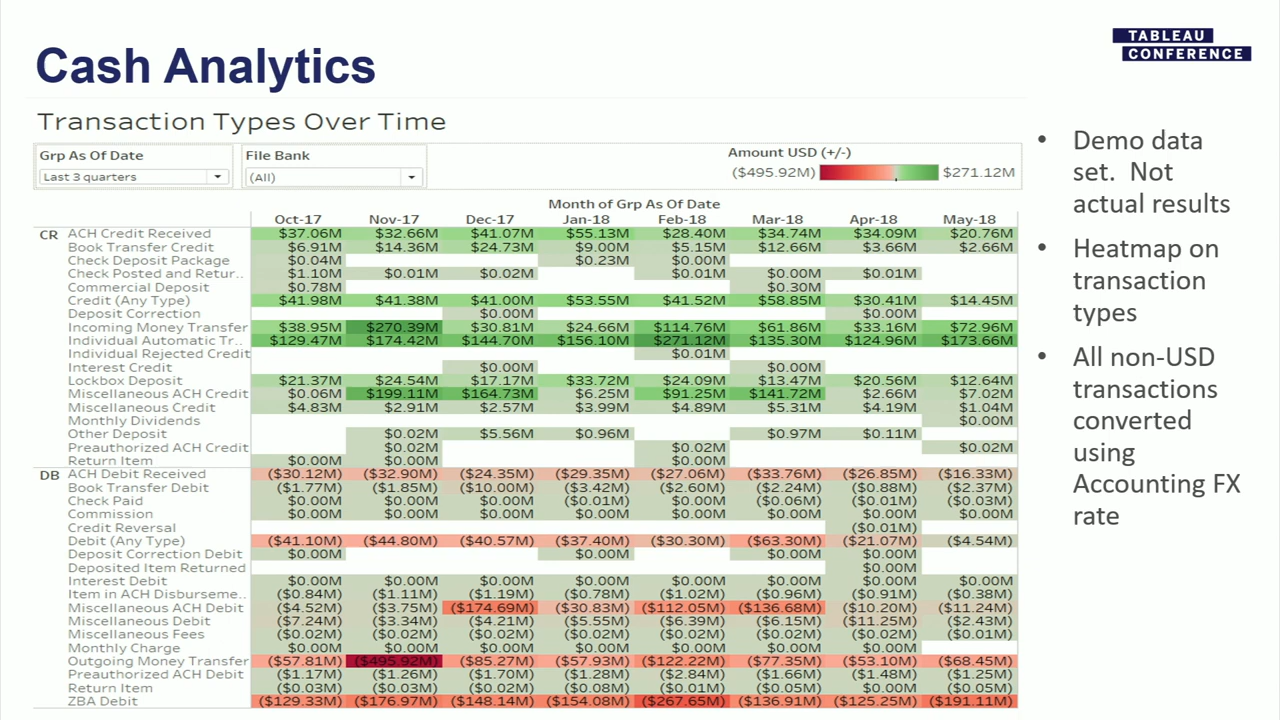 Cash Analytics
TABLEAU
CONFERENCE
Transaction Types Over Time
Grp As Of Date
Last 3 quarters
File Bank
(All)
Amount USD (+/-)
($495.92M) $271.12M
Month of Grp As Of Date
Oct-17 Nov-17 Dec-17 Jan-18 Feb-18 Mar-18 Apr-18 May-18
CR ACH Credit Received $37.06M $32.66M $41.07M $55.13M $28.40M $34.74M $34.09M $20.76M
Book Transfer Credit $6.91M $14.36M $24.73M $9.00M $5.15M $12.66M $3.66M $2.66M
Check Deposit Package $0.04M $0.23M $0.00M
Check Posted and Retur.. $1.10M $0.01M $0.02M $0.01M $0.00M $0.01M
Commercial Deposit $0.78M $0.30M
Credit (Any Type) $41.98M $41.38M $41.00M $53.55M $41.52M $58.85M $30.41M $14.45M
Deposit Correction $0.00M $0.00M
Incoming Money Transfer $38.95M $270.39M $30.81M $24.66M $114.76M $61.86M $33.16M $72.96M
Individual Automatic Tr.. $129.47M $174.42M $144.70M $156.10M $271.12M $135.30M $124.96M $173.66M
Individual Rejected Credit $0.01M
Interest Credit $0.00M $0.00M
Lockbox Deposit $21.37M $24.54M $17.17M $33.72M $24.09M $13.47M $20.56M $12.64M
Miscellaneous ACH Credit $0.06M $199.11M $164.73M $6.25M $91.25M $141.72M $2.66M $7.02M
Miscellaneous Credit $4.83M $2.91M $2.57M $3.99M $4.89M $5.31M $4.19M $1.04M
Monthly Dividends $0.00M
Other Deposit $0.02M $5.56M $0.96M $0.97M $0.11M
Preauthorized ACH Credit $0.02M $0.02M $0.02M
Return Item $0.00M $0.00M $0.00M
DB ACH Debit Received ($30.12M) ($32.90M) ($24.35M) ($29.35M) ($27.06M) ($33.76M) ($26.85M) ($16.33M)
Book Transfer Debit ($1.77M) ($1.85M) ($10.00M) ($3.42M) ($2.60M) ($2.24M) ($0.88M) ($2.37M)
Check Paid $0.00M $0.00M $0.00M ($0.01M) $0.00M ($0.06M) ($0.01M) ($0.03M)
Commission $0.00M $0.00M $0.00M $0.00M $0.00M $0.00M $0.00M $0.00M
Credit Reversal ($0.01M)
Debit (Any Type) ($41.10M) ($44.80M) ($40.57M) ($37.40M) ($30.30M) ($63.30M) ($21.07M) ($4.54M)
Deposit Correction Debit $0.00M $0.00M $0.00M $0.00M
Deposited Item Returned $0.00M
Interest Debit $0.00M $0.00M $0.00M $0.00M $0.00M $0.00M $0.00M $0.00M
Item in ACH Disburseme.. ($0.84M) ($1.11M) ($1.19M) ($0.78M) ($1.02M) ($0.96M) ($0.91M) ($0.38M)
Miscellaneous ACH Debit ($4.52M) ($3.75M) ($174.69M) ($30.83M) ($112.05M) ($136.68M) ($10.20M) ($11.24M)
Miscellaneous Debit ($7.24M) ($3.34M) ($4.21M) ($5.55M) ($6.39M) ($6.15M) ($11.25M) ($2.43M)
Miscellaneous Fees ($0.02M) ($0.02M) ($0.02M) ($0.02M) ($0.02M) ($0.02M) ($0.02M) ($0.01M)
Monthly Charge $0.00M $0.00M $0.00M $0.00M $0.00M $0.00M $0.00M
Outgoing Money Transfer ($57.81M) ($495.92M) ($85.27M) ($57.93M) ($122.22M) ($77.35M) ($53.10M) ($68.45M)
Preauthorized ACH Debit ($1.17M) ($1.26M) ($1.70M) ($1.28M) ($2.84M) ($1.66M) ($1.48M) ($1.25M)
Return Item ($0.03M) ($0.03M) ($0.02M) ($0.08M) ($0.01M) ($0.05M) $0.00M ($0.05M)
ZBA Debit ($129.33M) ($176.97M) ($148.14M) ($154.08M) ($267.65M) ($136.91M) ($125.25M) ($191.11M)
• Demo data
set. Not
actual results
• Heatmap on
transaction
types
• All non-USD
transactions
converted
using
Accounting FX
rate